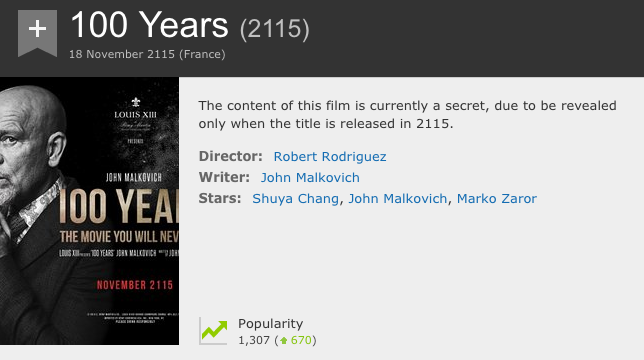 100 Years (2115)
18 November 2115 (France)
LOUIS XIII
PRESENTS
JOHN MALKOVICH
100 YEA
THE MOVIE YOU WILL NEV
LOUIS XIII PRESENTS "100 YEARS" JOHN MALKOVICH
NOVEMBER 2115
PLEASE DRINK RESPONSIBLY
The content of this film is currently a secret, due to be revealed
only when the title is released in 2115.
Director: Robert Rodriguez
Writer: John Malkovich
Stars: Shuya Chang, John Malkovich, Marko Zaror
Popularity
1,307 (670)